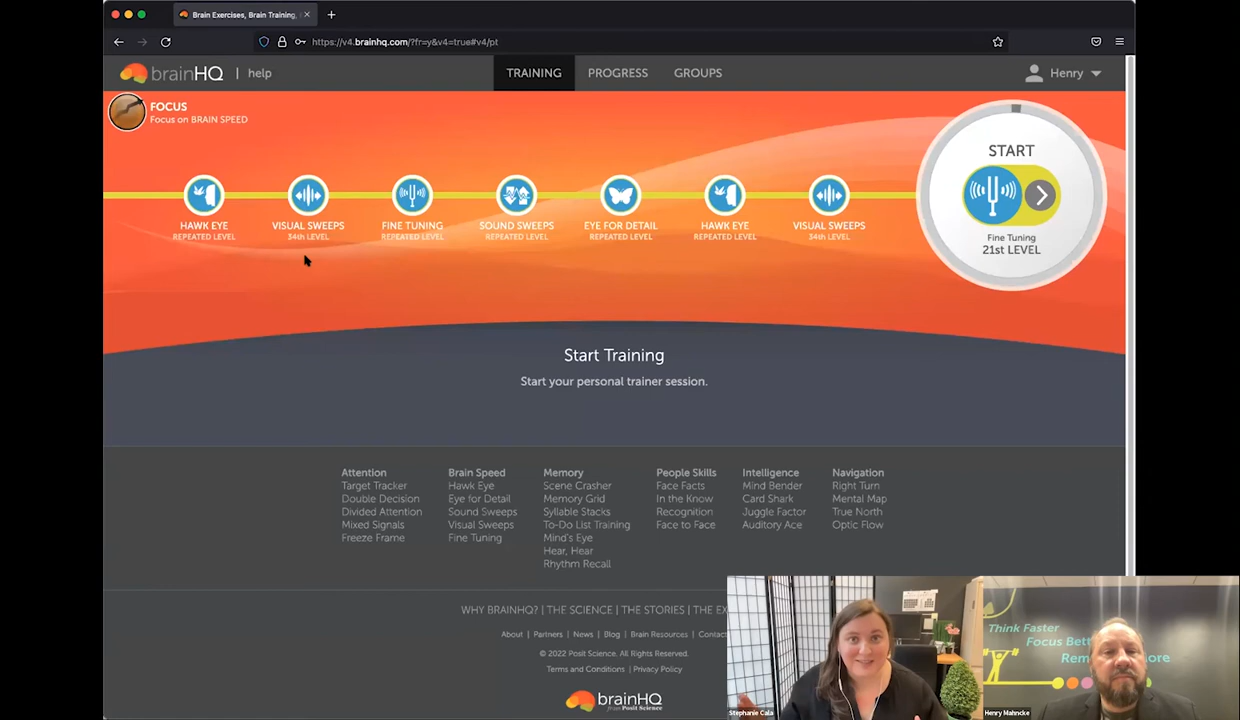 Brain Exercises, Brain Training,
https://v4.brainhq.com/?fr=y&v4=true#v4/pt
brainHQ | help
TRAINING
PROGRESS
GROUPS
Henry
FOCUS
Focus on BRAIN SPEED
HAWK EYE
REPEATED LEVEL
VISUAL SWEEPS
34th LEVEL
FINE TUNING
REPEATED LEVEL
SOUND SWEEPS
REPEATED LEVEL
EYE FOR DETAIL
REPEATED LEVEL
HAWK EYE
REPEATED LEVEL
VISUAL SWEEPS
34th LEVEL
START
Fine Tuning
21st LEVEL
Start Training
Start your personal trainer session.
Attention
Target Tracker
Double Decision
Divided Attention
Mixed Signals
Freeze Frame
Brain Speed
Hawk Eye
Eye for Detail
Sound Sweeps
Visual Sweeps
Fine Tuning
Memory
Scene Crasher
Memory Grid
Syllable Stacks
To-Do List Training
Mind's Eye
Hear, Hear
Rhythm Recall
People Skills
Face Facts
In the Know
Recognition
Face to Face
Intelligence
Mind Bender
Card Shark
Juggle Factor
Auditory Ace
Navigation
Right Turn
Mental Map
True North
Optic Flow
WHY BRAINHQ? | THE SCIENCE | THE STORIES | THE EX
About | Partners | News | Blog | Brain Resources | Contact
© 2022 Posit Science. All Rights Reserved.
Terms and Conditions | Privacy Policy
brainHQ
from Posit Science
Think Faster
Focus Bett
Rem ore
Stephanie Cala
Henry Mahncke